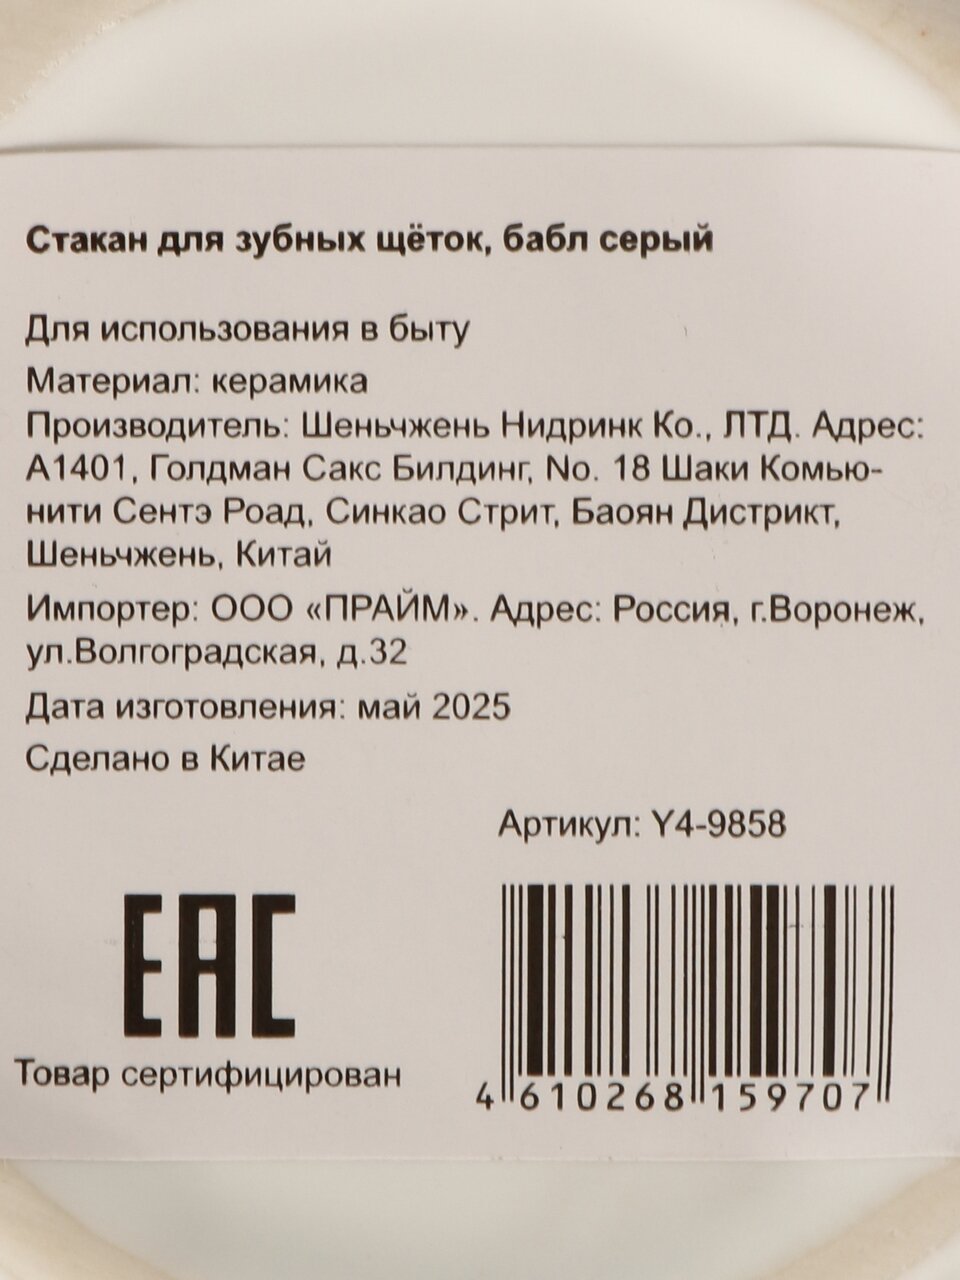 Стакан для зубных щёток, бабл серый
Для использования в быту
Материал: керамика
Производитель: Шеньчжень Нидринк Ко., ЛТД. Адрес:
А1401, Голдман Сакс Билдинг, No. 18 Шаки Комью-
нити Сентэ Роад, Синкао Стрит, Баоян Дистрикт,
Шеньчжень, Китай
Импортер: ООО «ПРАЙМ». Адрес: Россия, г.Воронеж,
ул.Волгоградская, д.32
Дата изготовления: май 2025
Сделано в Китае
Артикул: Y4-9858
EAC
Товар сертифицирован
4 610268 159707